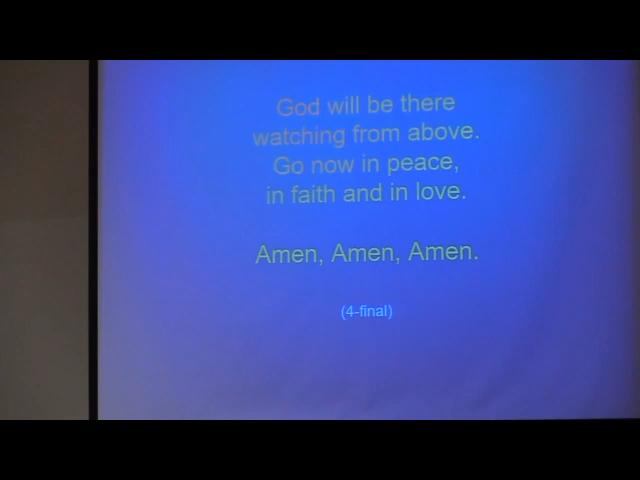 God will be there
watching from above.
Go now in peace,
in faith and in love.
Amen, Amen, Amen.
(4-final)